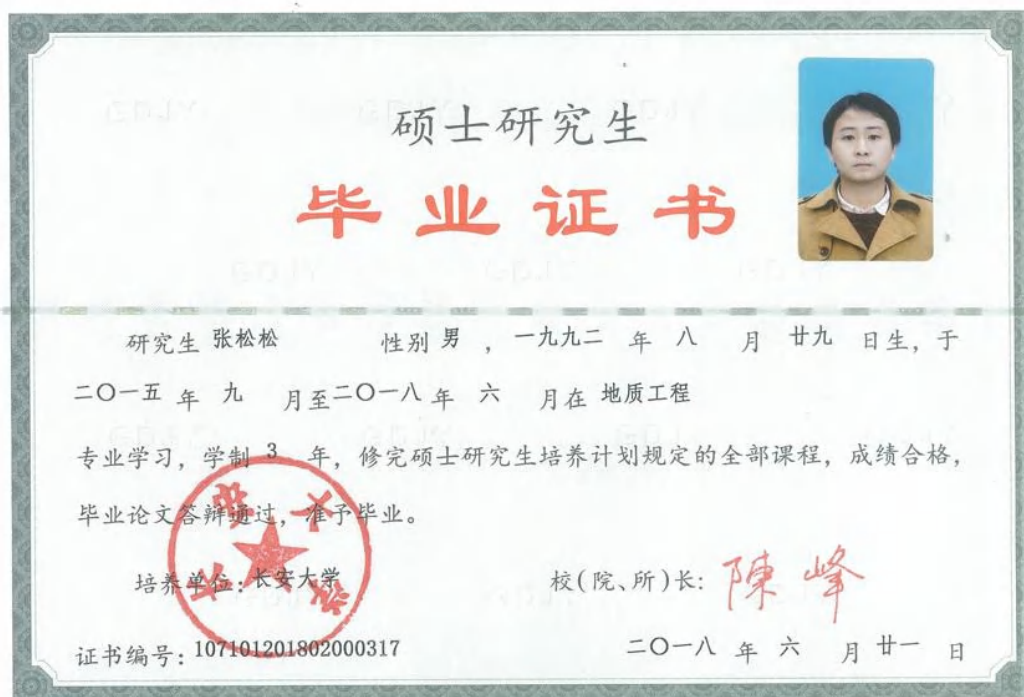 硕士研究生
毕业证书
研究生 张松松 性别 男 ，一九九二 年 八 月 廿九 日生，于
二〇一五 年 九 月至二〇一八 年 六 月在 地质工程
专业学习，学制 3 年，修完硕士研究生培养计划规定的全部课程，成绩合格，
毕业论文答辩通过，准予毕业。
培养单位：长安大学 校（院、所）长：陳峰
长安大学
证书编号：107101201802000317 二〇一八 年 六 月 廿一 日